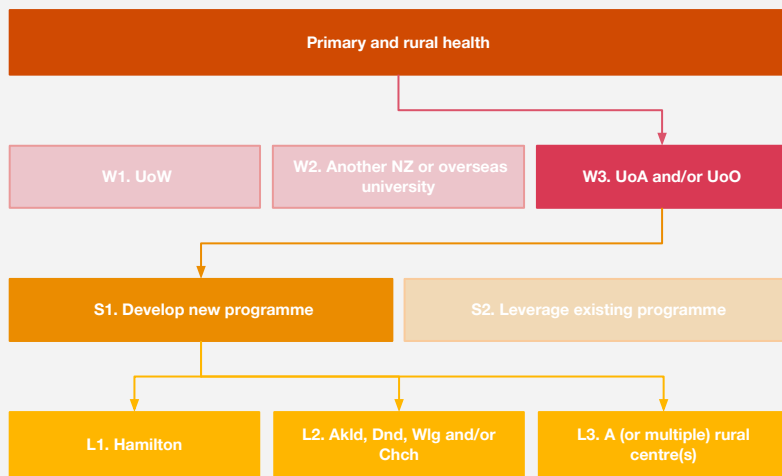 Primary and rural health
W1. UoW
W2. Another NZ or overseas
university
W3. UoA and/or UoO
S1. Develop new programme
S2. Leverage existing programme
L1. Hamilton
L2. Akld, Dnd, Wlg and/or
Chch
L3. A (or multiple) rural
centre(s)